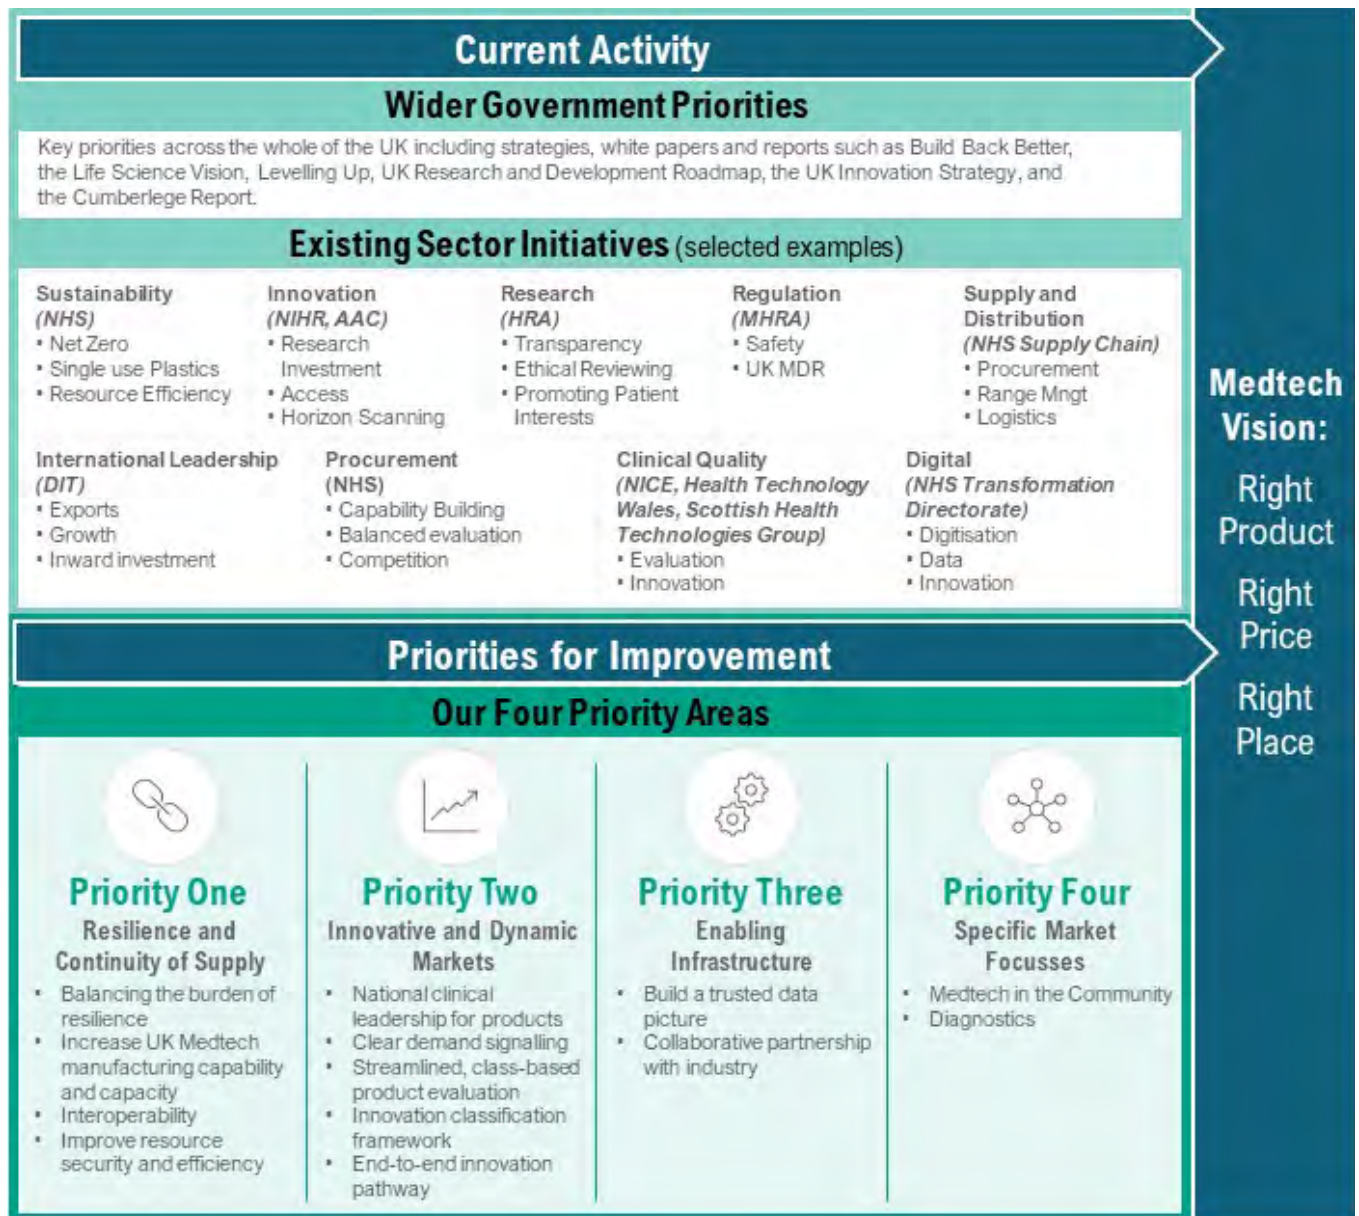 Current Activity
Wider Government Priorities
Key priorities across the whole of the UK including strategies, white papers and reports such as Build Back Better,
the Life Science Vision, Levelling Up, UK Research and Development Roadmap, the UK Innovation Strategy, and
the Cumberlege Report.
Existing Sector Initiatives (selected examples)
Sustainability
(NHS)
• Net Zero
• Single use Plastics
• Resource Efficiency
Innovation
(NIHR, AAC)
• Research
Investment
• Access
• Horizon Scanning
Research
(HRA)
• Transparency
• Ethical Reviewing
• Promoting Patient
Interests
Regulation
(MHRA)
• Safety
• UK MDR
Supply and
Distribution
(NHS Supply Chain)
• Procurement
• Range Mngt
• Logistics
International Leadership
(DIT)
• Exports
• Growth
• Inward investment
Procurement
(NHS)
• Capability Building
• Balanced evaluation
• Competition
Clinical Quality
(NICE, Health Technology
Wales, Scottish Health
Technologies Group)
• Evaluation
• Innovation
Digital
(NHS Transformation
Directorate)
• Digitisation
• Data
• Innovation
Priorities for Improvement
Our Four Priority Areas
Priority One
Resilience and
Continuity of Supply
• Balancing the burden of
resilience
• Increase UK Medtech
manufacturing capability
and capacity
• Interoperability
• Improve resource
security and efficiency
Priority Two
Innovative and Dynamic
Markets
• National clinical
leadership for products
• Clear demand signalling
• Streamlined, class-based
product evaluation
• Innovation classification
framework
• End-to-end innovation
pathway
Priority Three
Enabling
Infrastructure
• Build a trusted data
picture
• Collaborative partnership
with industry
Priority Four
Specific Market
Focusses
• Medtech in the Community
• Diagnostics
Medtech
Vision:
Right
Product
Right
Price
Right
Place